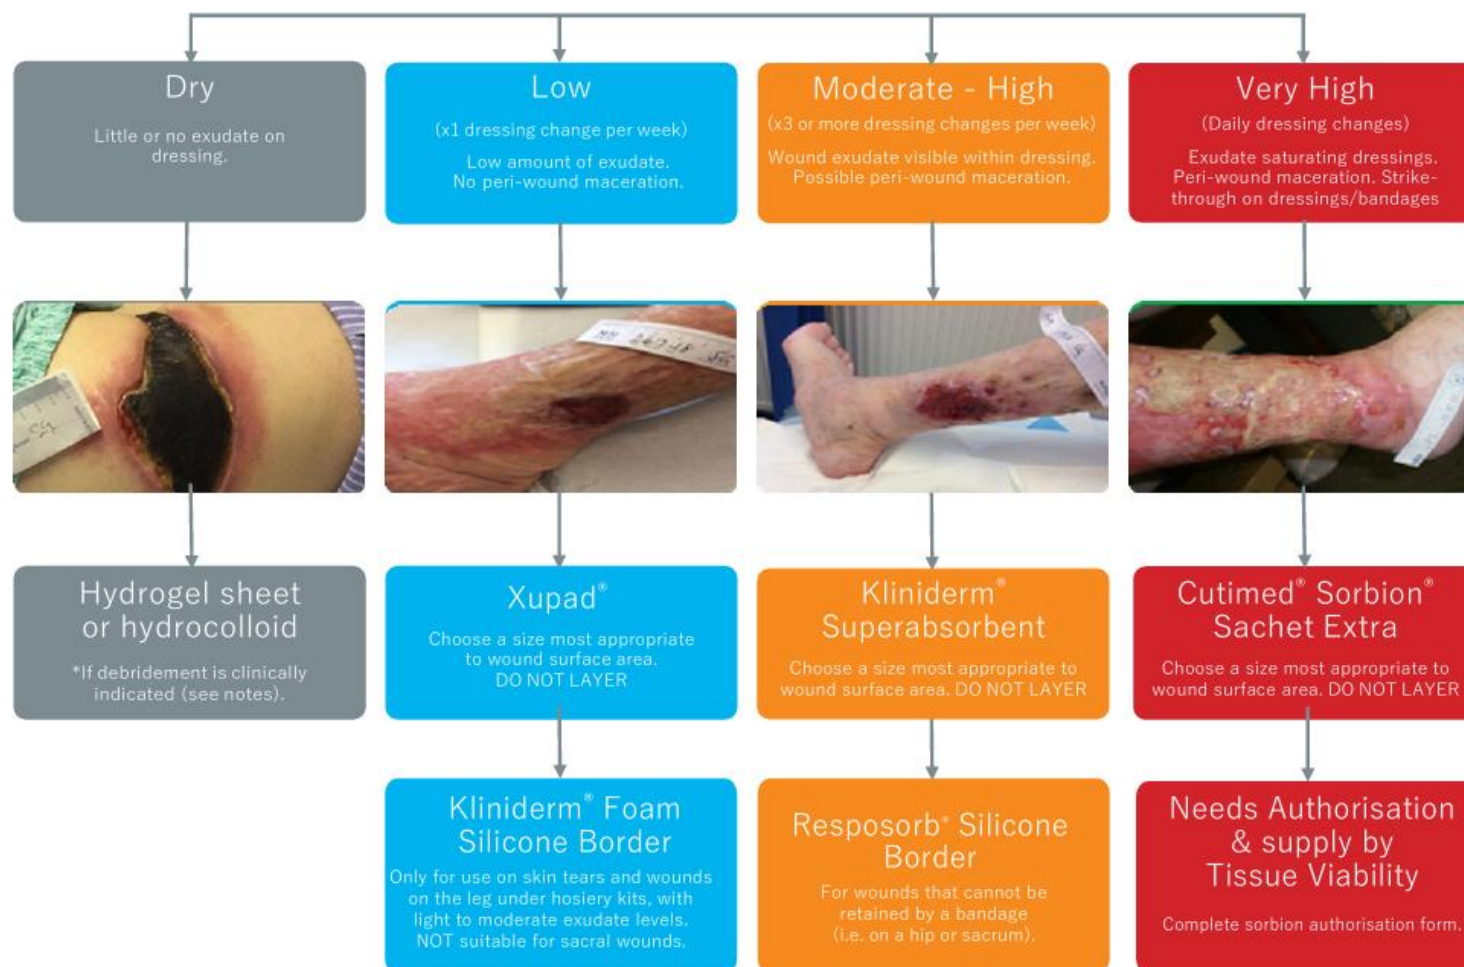 Dry
Little or no exudate on
dressing.
Low
(x1 dressing change per week)
Low amount of exudate.
No peri-wound maceration.
Moderate - High
(x3 or more dressing changes per week)
Wound exudate visible within dressing.
Possible peri-wound maceration.
Very High
(Daily dressing changes)
Exudate saturating dressings.
Peri-wound maceration. Strike-
through on dressings/bandages
Hydrogel sheet
or hydrocolloid
*If debridement is clinically
indicated (see notes).
Xupad®
Choose a size most appropriate
to wound surface area.
DO NOT LAYER
Kliniderm®
Superabsorbent
Choose a size most appropriate to
wound surface area. DO NOT LAYER
Cutimed® Sorbion®
Sachet Extra
Choose a size most appropriate to
wound surface area. DO NOT LAYER
Kliniderm® Foam
Silicone Border
Only for use on skin tears and wounds
on the leg under hosiery kits, with
light to moderate exudate levels.
NOT suitable for sacral wounds.
Resposorb® Silicone
Border
For wounds that cannot be
retained by a bandage
(i.e. on a hip or sacrum).
Needs Authorisation
& supply by
Tissue Viability
Complete sorbion authorisation form.